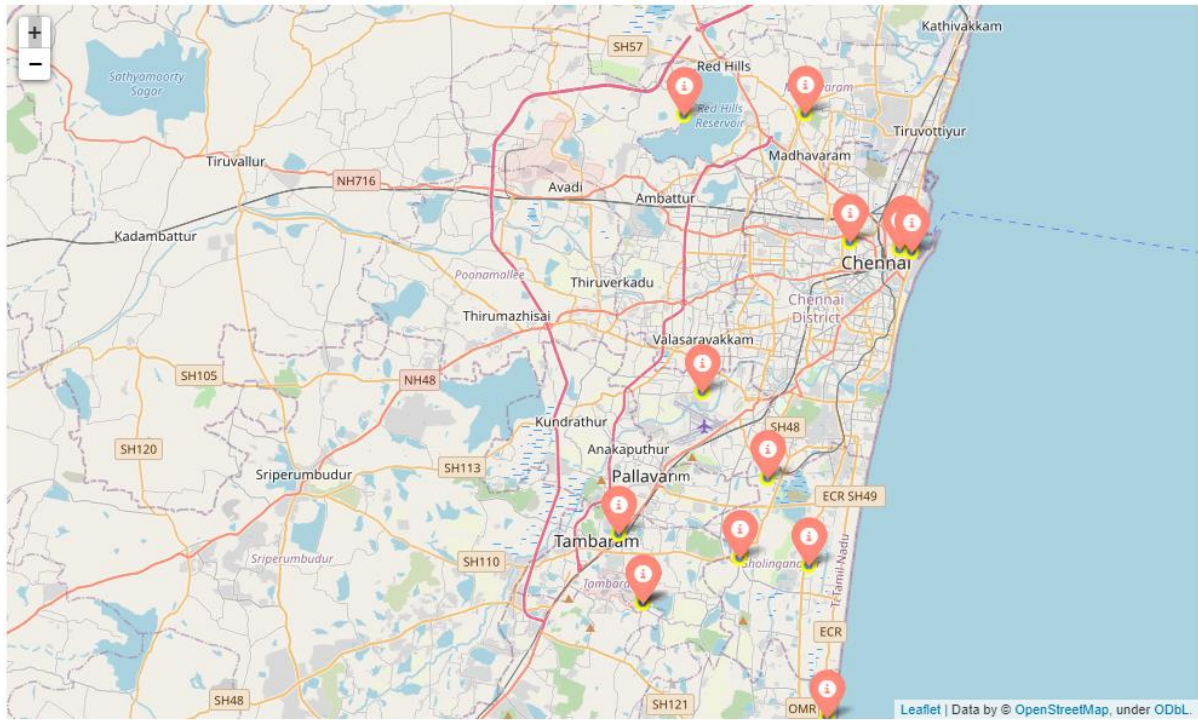 +
−
Kathivakkam
SH57
Red Hills
Sathyamoorty
Sagar
Red Hills
Reservoir
Tiruvottiyur
Tiruvallur
Madhavaram
NH716
Avadi
Ambattur
Kadambattur
Chennai
Poonamallee
Thiruverkadu
Chennai
District
Thirumazhisai
Valasaravakkam
SH105
NH48
Kundrathur
SH48
SH120
Anakaputhur
SH113
Sriperumbudur
Pallavaram
ECR SH49
Tambaram
SH110
Sriperumbudur
Tamil Nadu
ECR
SH48
SH121
OMR
Leaflet | Data by © OpenStreetMap, under ODbL.